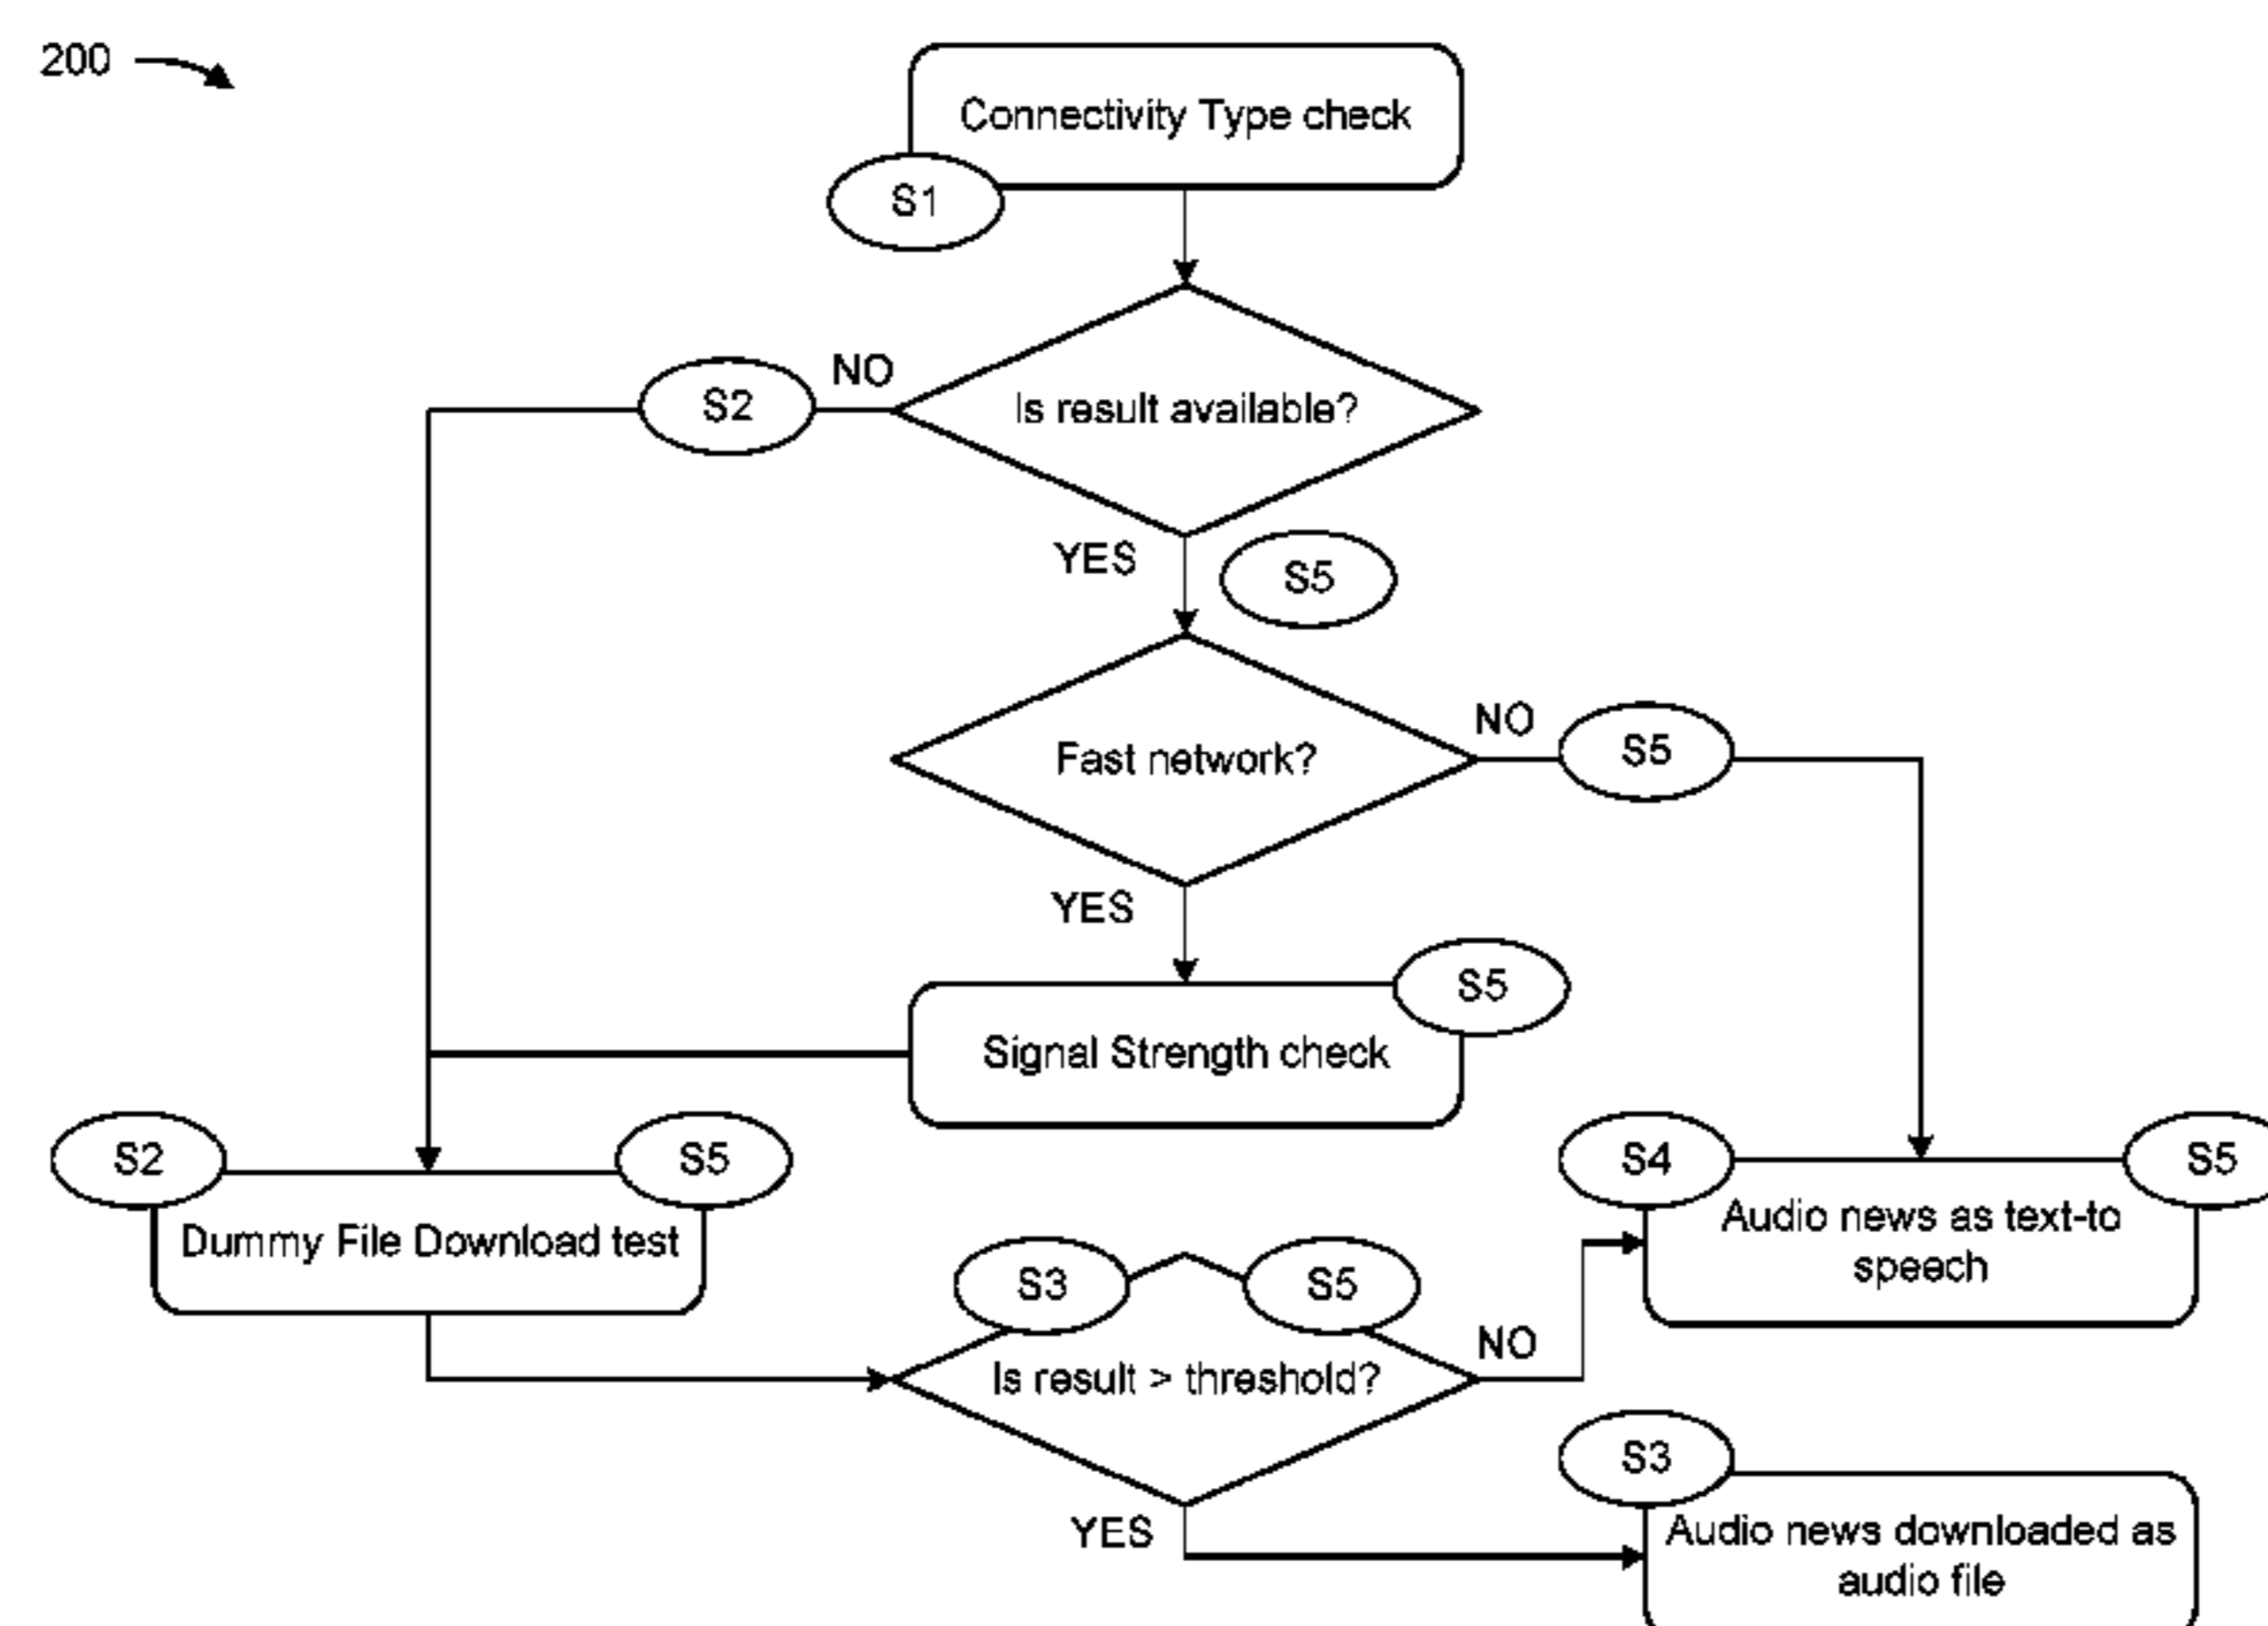 200
Connectivity Type check
S1
Is result available?
NO
S2
YES
S5
Fast network?
NO
S5
YES
S5
Signal Strength check
S2
S5
Dummy File Download test
S4
S5
Audio news as text-to
speech
S3
S5
Is result > threshold?
NO
YES
S3
Audio news downloaded as
audio file